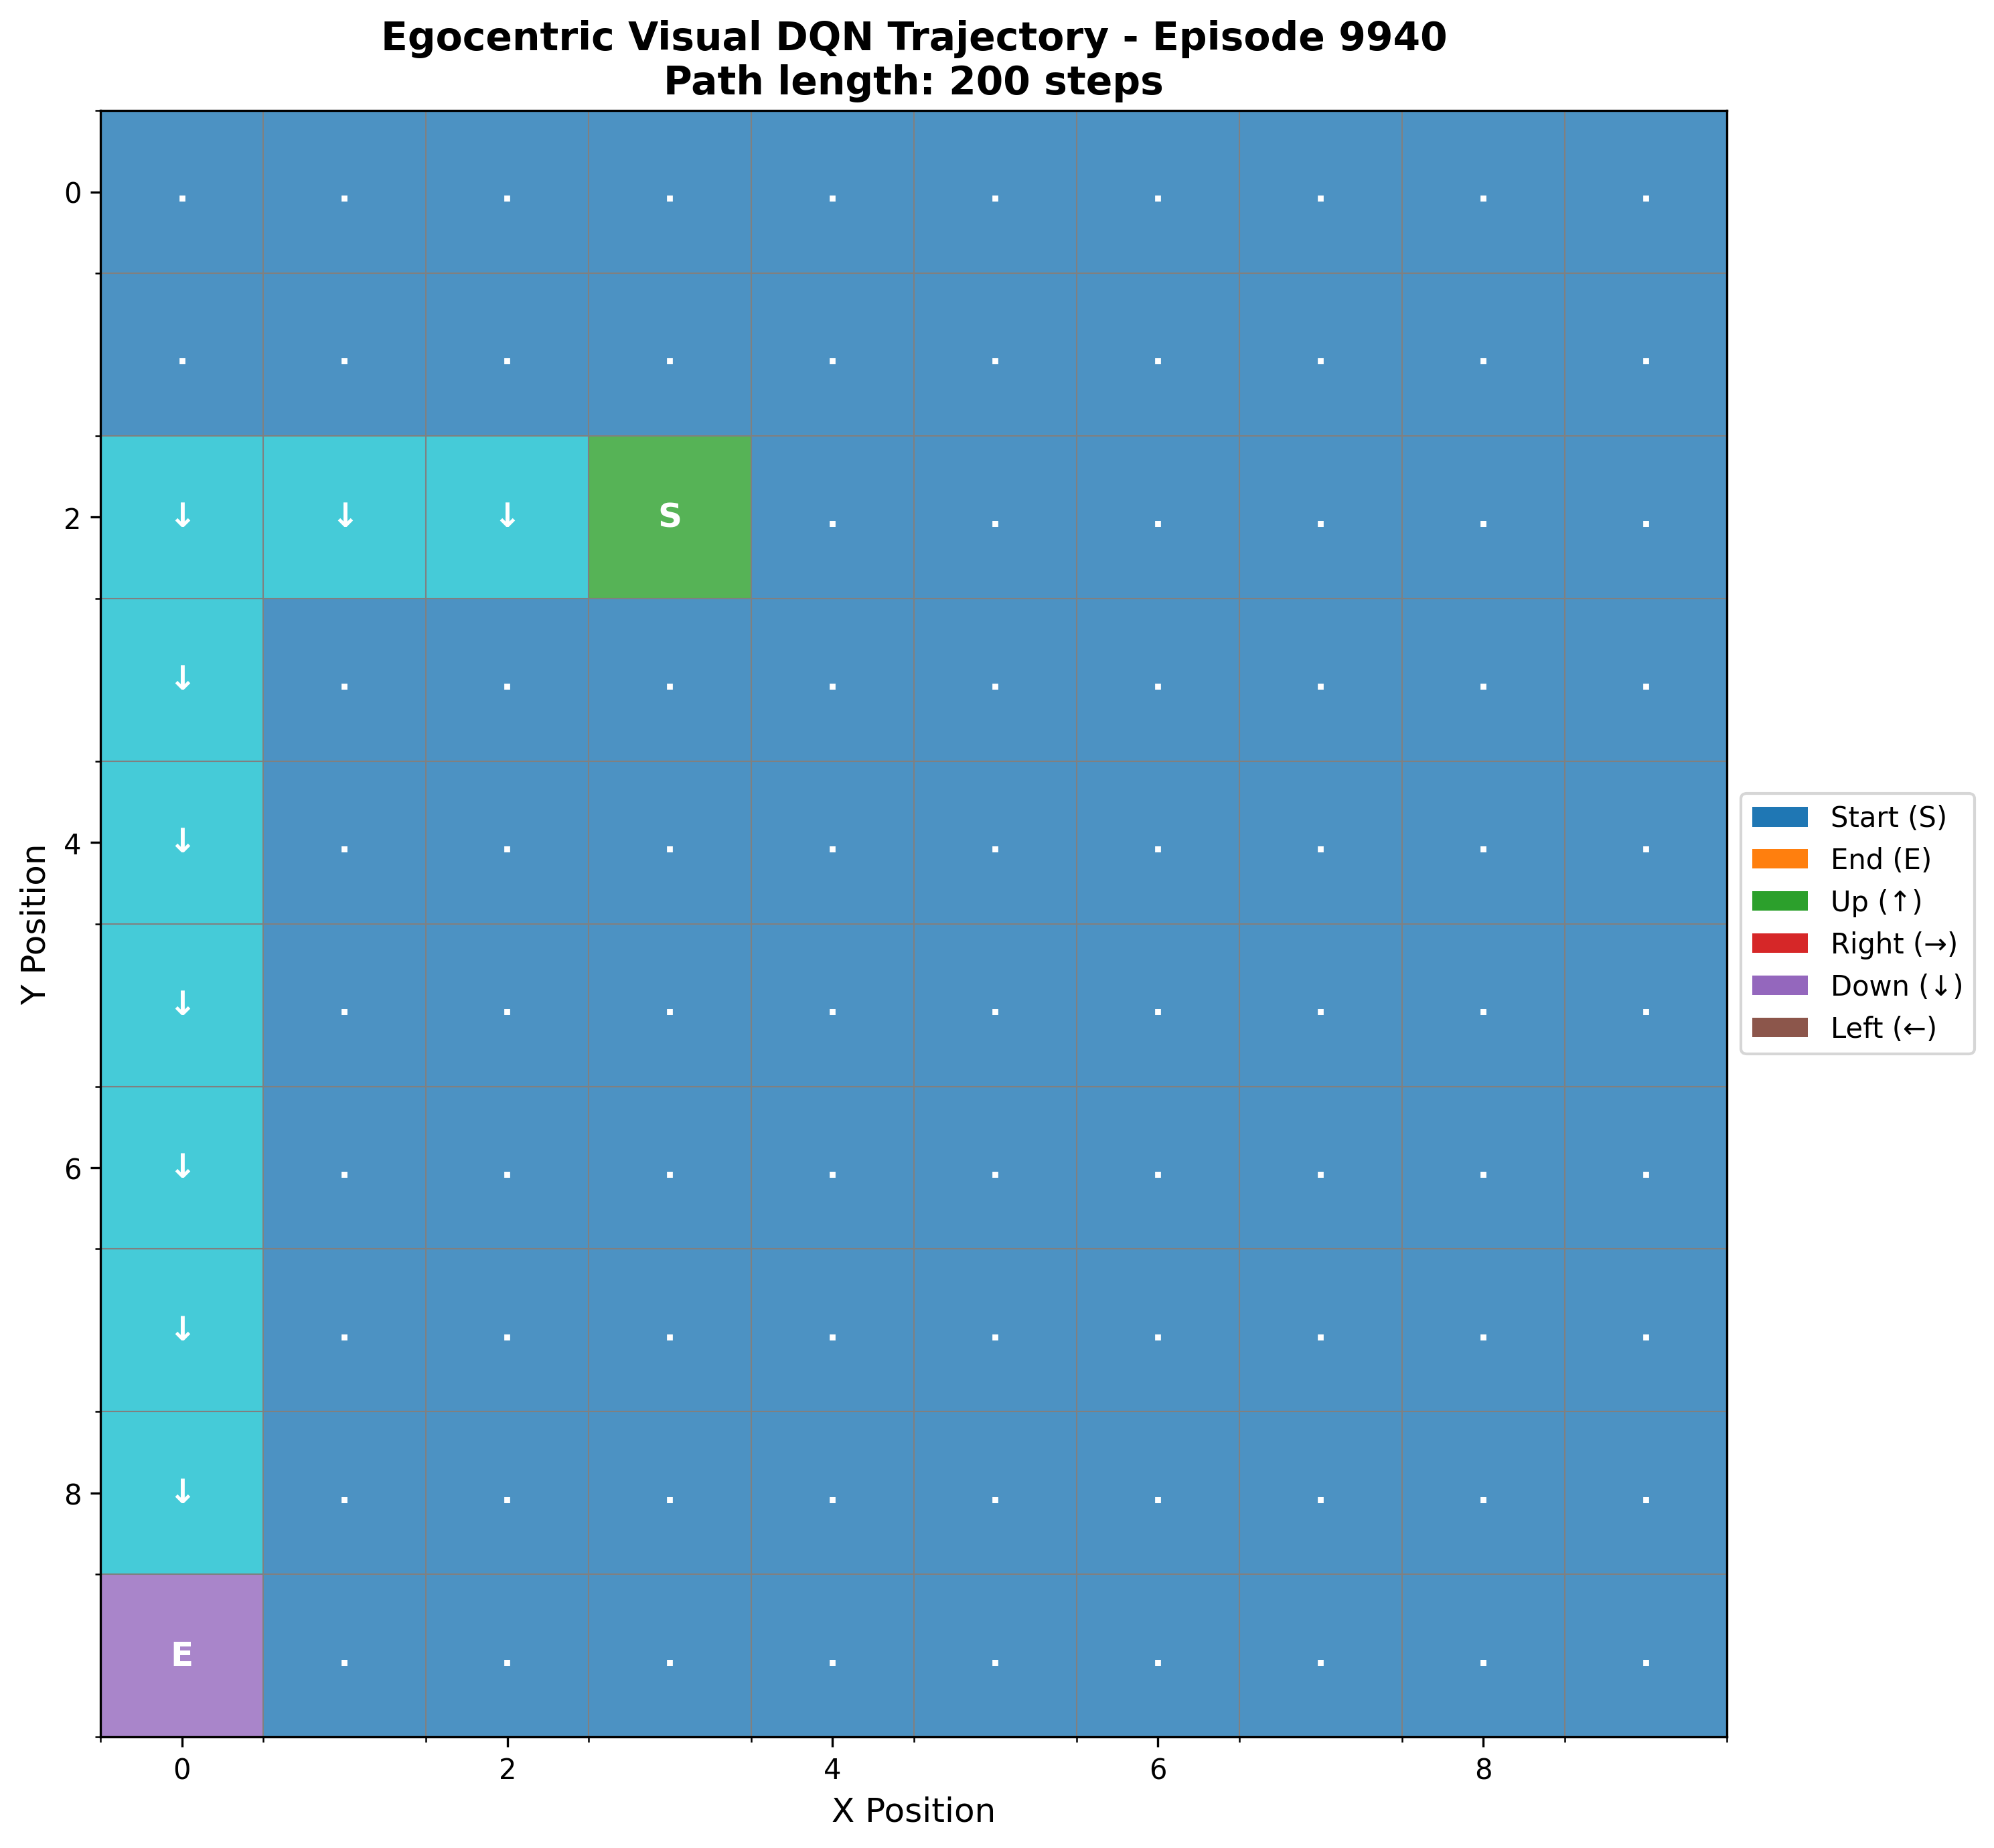 Egocentric Visual DQN Trajectory - Episode 9940
Path length: 200 steps
0
. . . . . . . . . .
. . . . . . . . . .
2
↓ ↓ ↓ S . . . . . .
↓ . . . . . . . . .
4
↓ . . . . . . . . .
↓ . . . . . . . . .
6
↓ . . . . . . . . .
↓ . . . . . . . . .
8
↓ . . . . . . . . .
E . . . . . . . . .
0 2 4 6 8
X Position
Y Position
Start (S)
End (E)
Up (↑)
Right (→)
Down (↓)
Left (←)